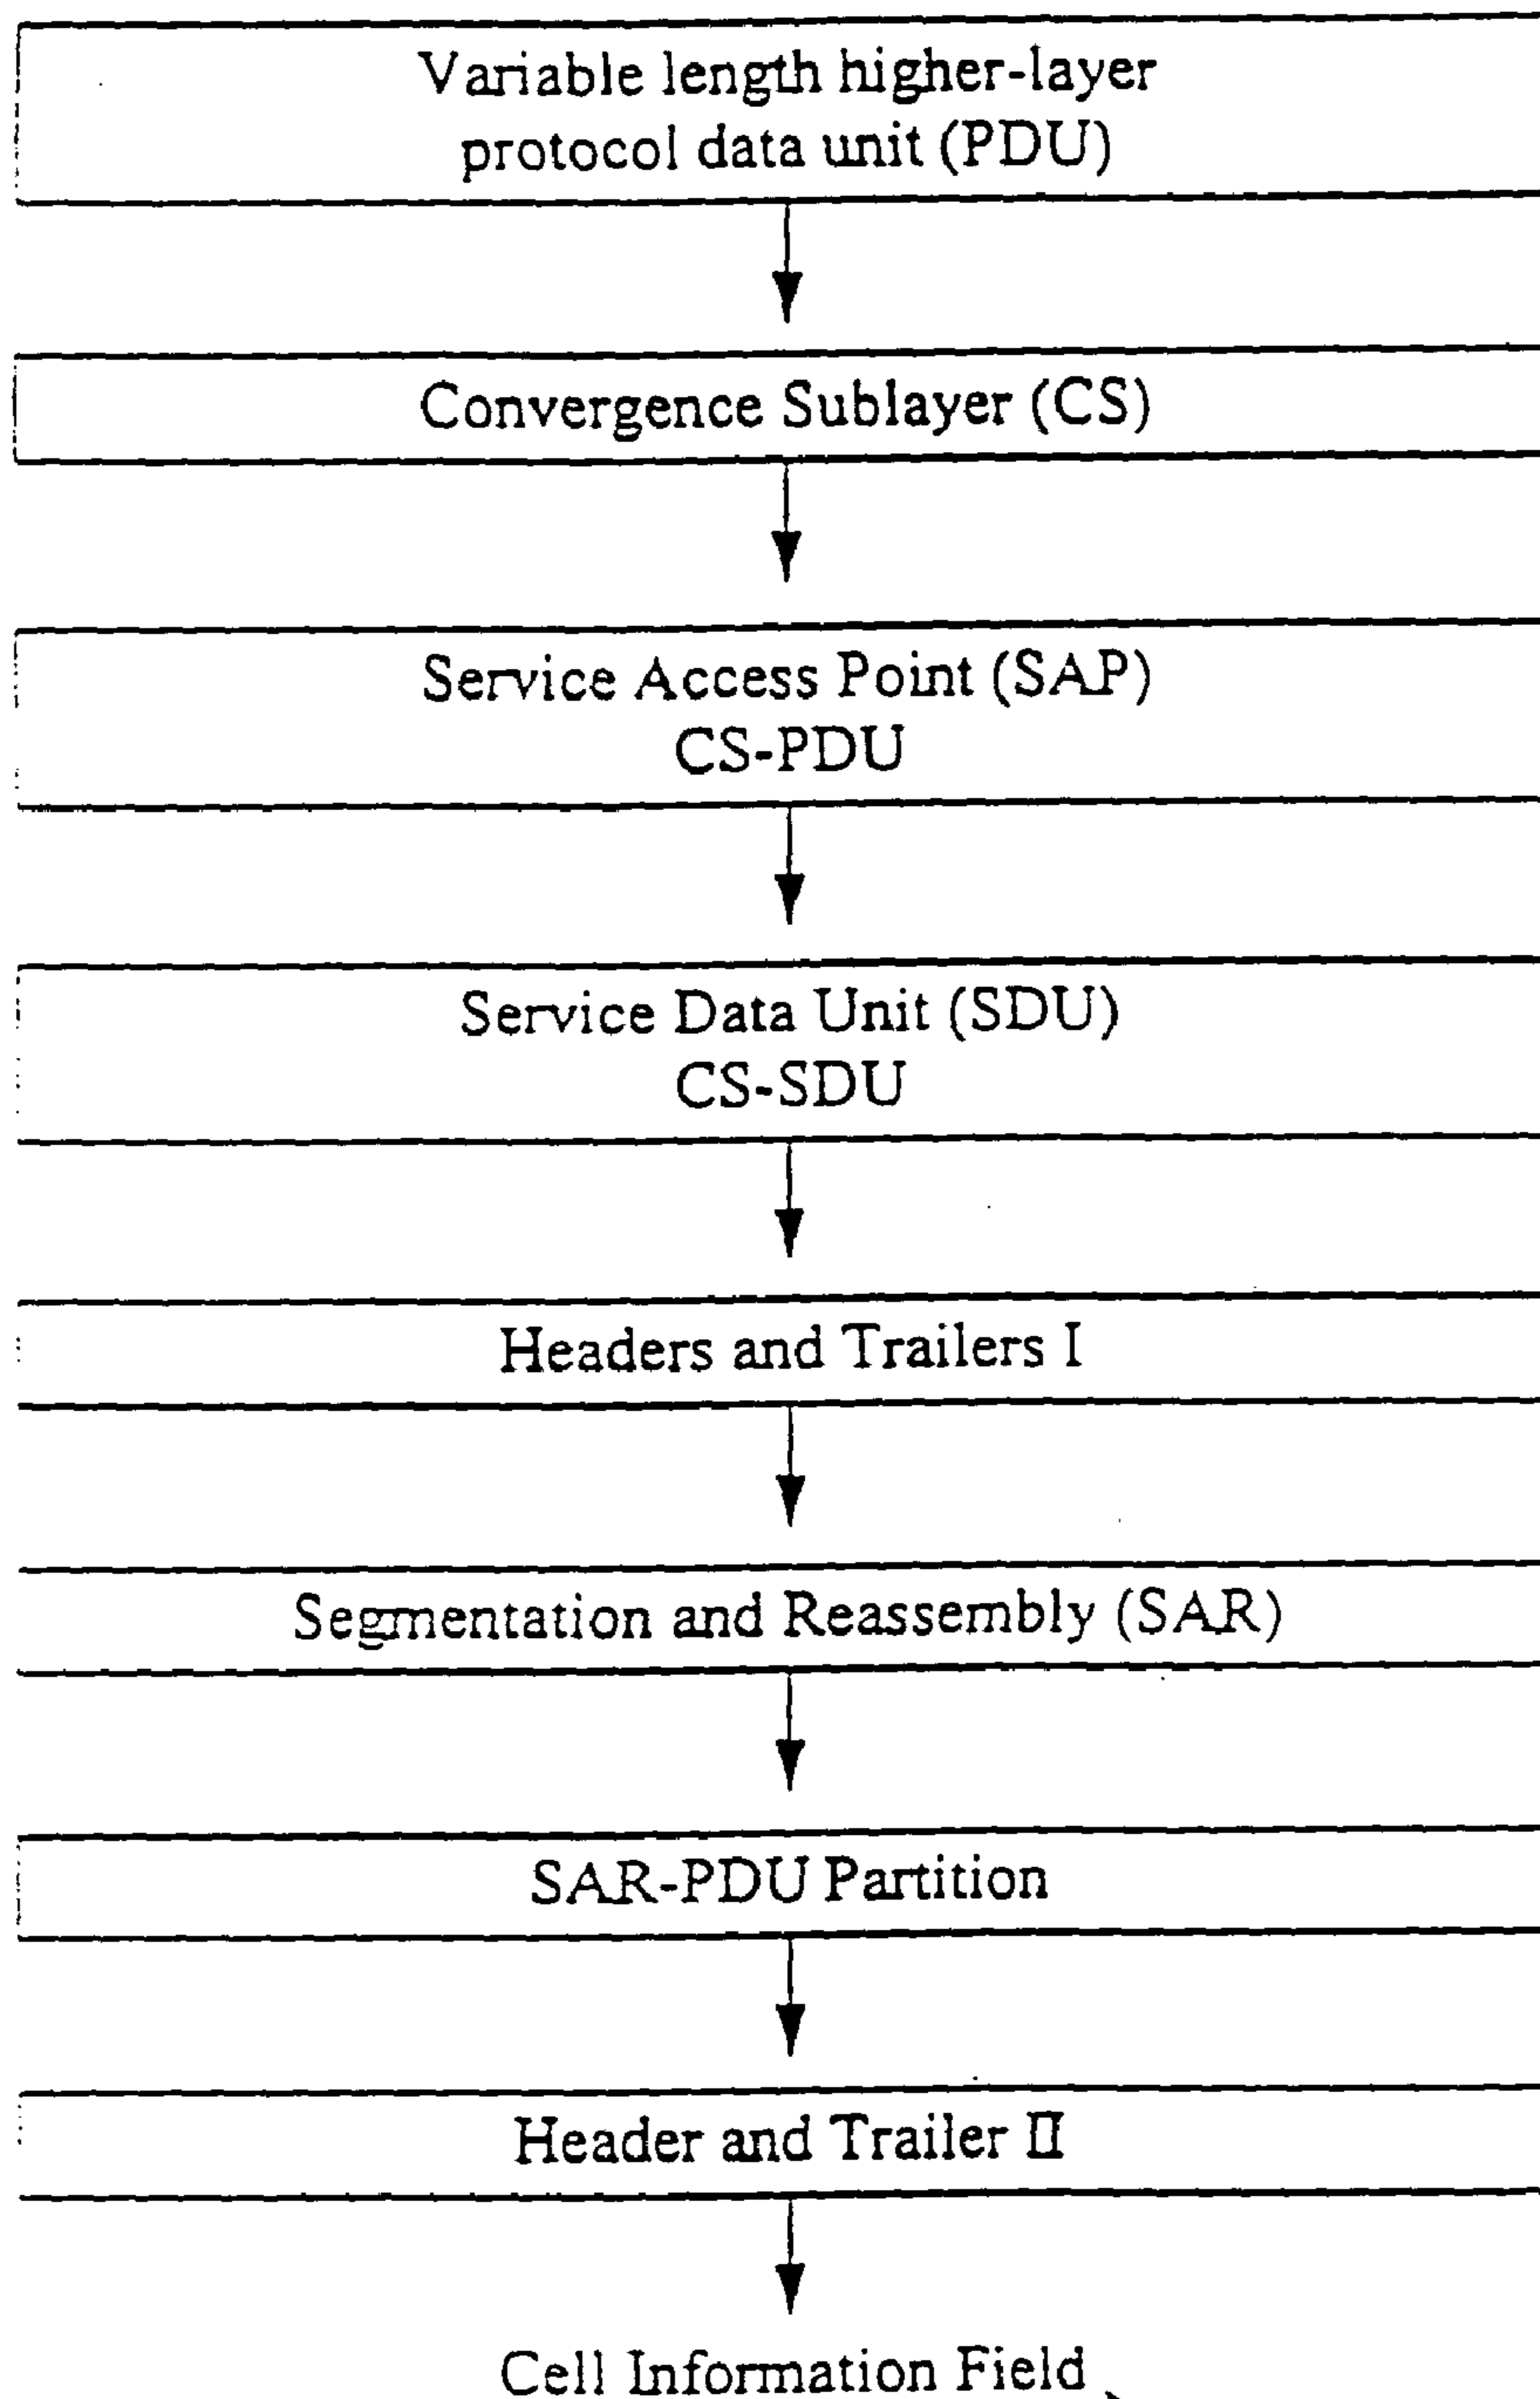 Variable length higher-layer
protocol data unit (PDU)
Convergence Sublayer (CS)
Service Access Point (SAP)
CS-PDU
Service Data Unit (SDU)
CS-SDU
Headers and Trailers I
Segmentation and Reassembly (SAR)
SAR-PDU Partition
Header and Trailer II
Cell Information Field